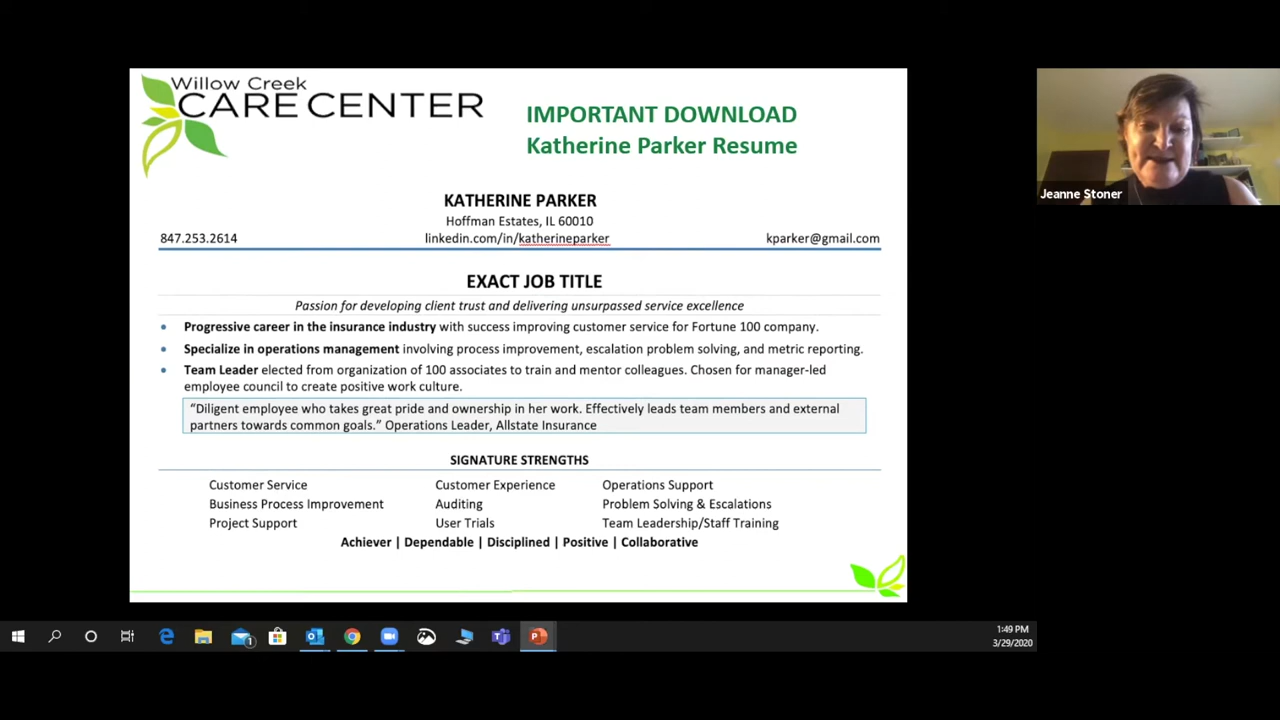 Willow Creek
CARE CENTER
IMPORTANT DOWNLOAD
Katherine Parker Resume
KATHERINE PARKER
Hoffman Estates, IL 60010
847.253.2614 linkedin.com/in/katherineparker kparker@gmail.com
EXACT JOB TITLE
Passion for developing client trust and delivering unsurpassed service excellence
• Progressive career in the insurance industry with success improving customer service for Fortune 100 company.
• Specialize in operations management involving process improvement, escalation problem solving, and metric reporting.
• Team Leader elected from organization of 100 associates to train and mentor colleagues. Chosen for manager-led
employee council to create positive work culture.
“Diligent employee who takes great pride and ownership in her work. Effectively leads team members and external
partners towards common goals.” Operations Leader, Allstate Insurance
SIGNATURE STRENGTHS
Customer Service Customer Experience Operations Support
Business Process Improvement Auditing Problem Solving & Escalations
Project Support User Trials Team Leadership/Staff Training
Achiever | Dependable | Disciplined | Positive | Collaborative
Jeanne Stoner
1
1:49 PM
3/29/2020